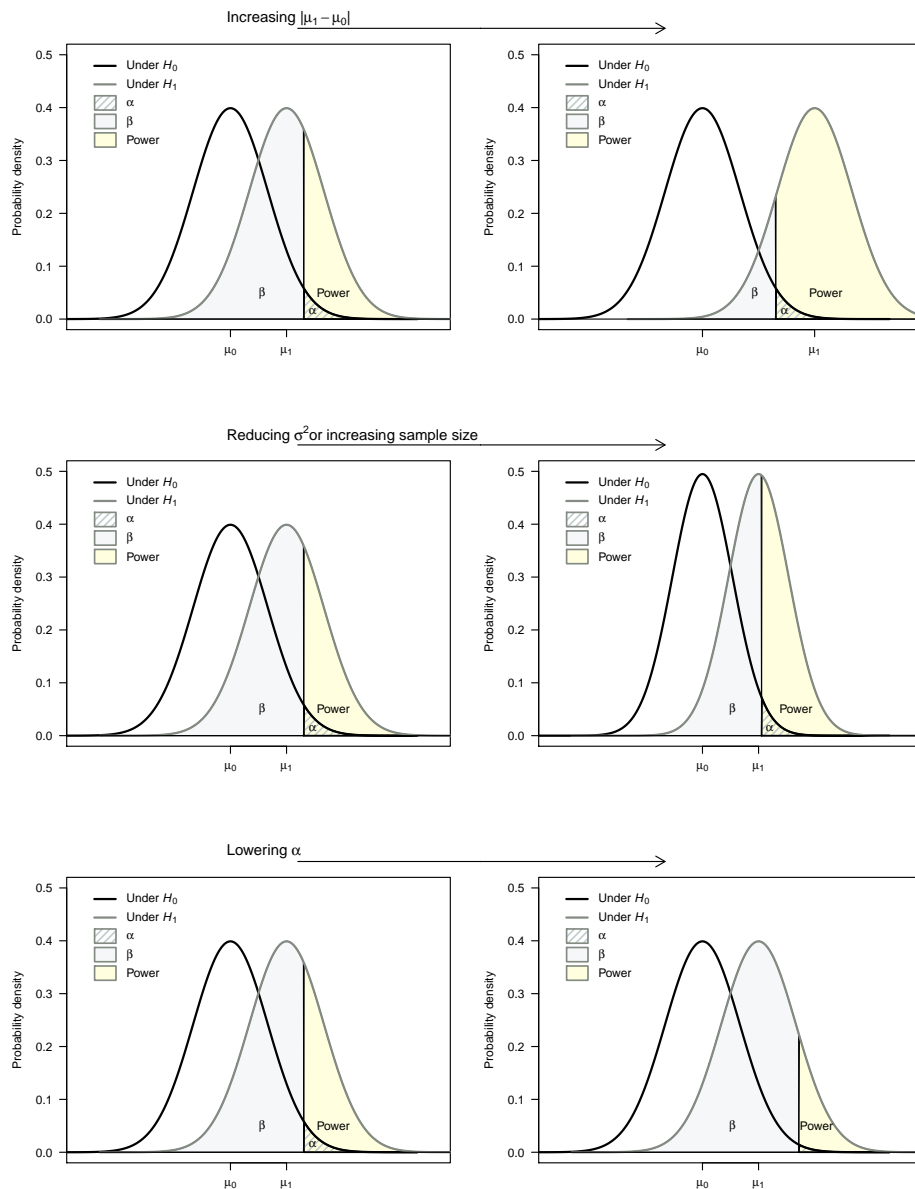 Increasing |μ₁ − μ₀|
0.5
0.4
0.3
0.2
0.1
0.0
Probability density
Under H₀
Under H₁
α
β
Power
β
Power
α
μ₀
μ₁
0.5
0.4
0.3
0.2
0.1
0.0
Probability density
Under H₀
Under H₁
α
β
Power
β
Power
α
μ₀
μ₁
Reducing σ² or increasing sample size
0.5
0.4
0.3
0.2
0.1
0.0
Probability density
Under H₀
Under H₁
α
β
Power
β
Power
α
μ₀
μ₁
0.5
0.4
0.3
0.2
0.1
0.0
Probability density
Under H₀
Under H₁
α
β
Power
β
Power
α
μ₀
μ₁
Lowering α
0.5
0.4
0.3
0.2
0.1
0.0
Probability density
Under H₀
Under H₁
α
β
Power
β
Power
α
μ₀
μ₁
0.5
0.4
0.3
0.2
0.1
0.0
Probability density
Under H₀
Under H₁
α
β
Power
β
Power
μ₀
μ₁